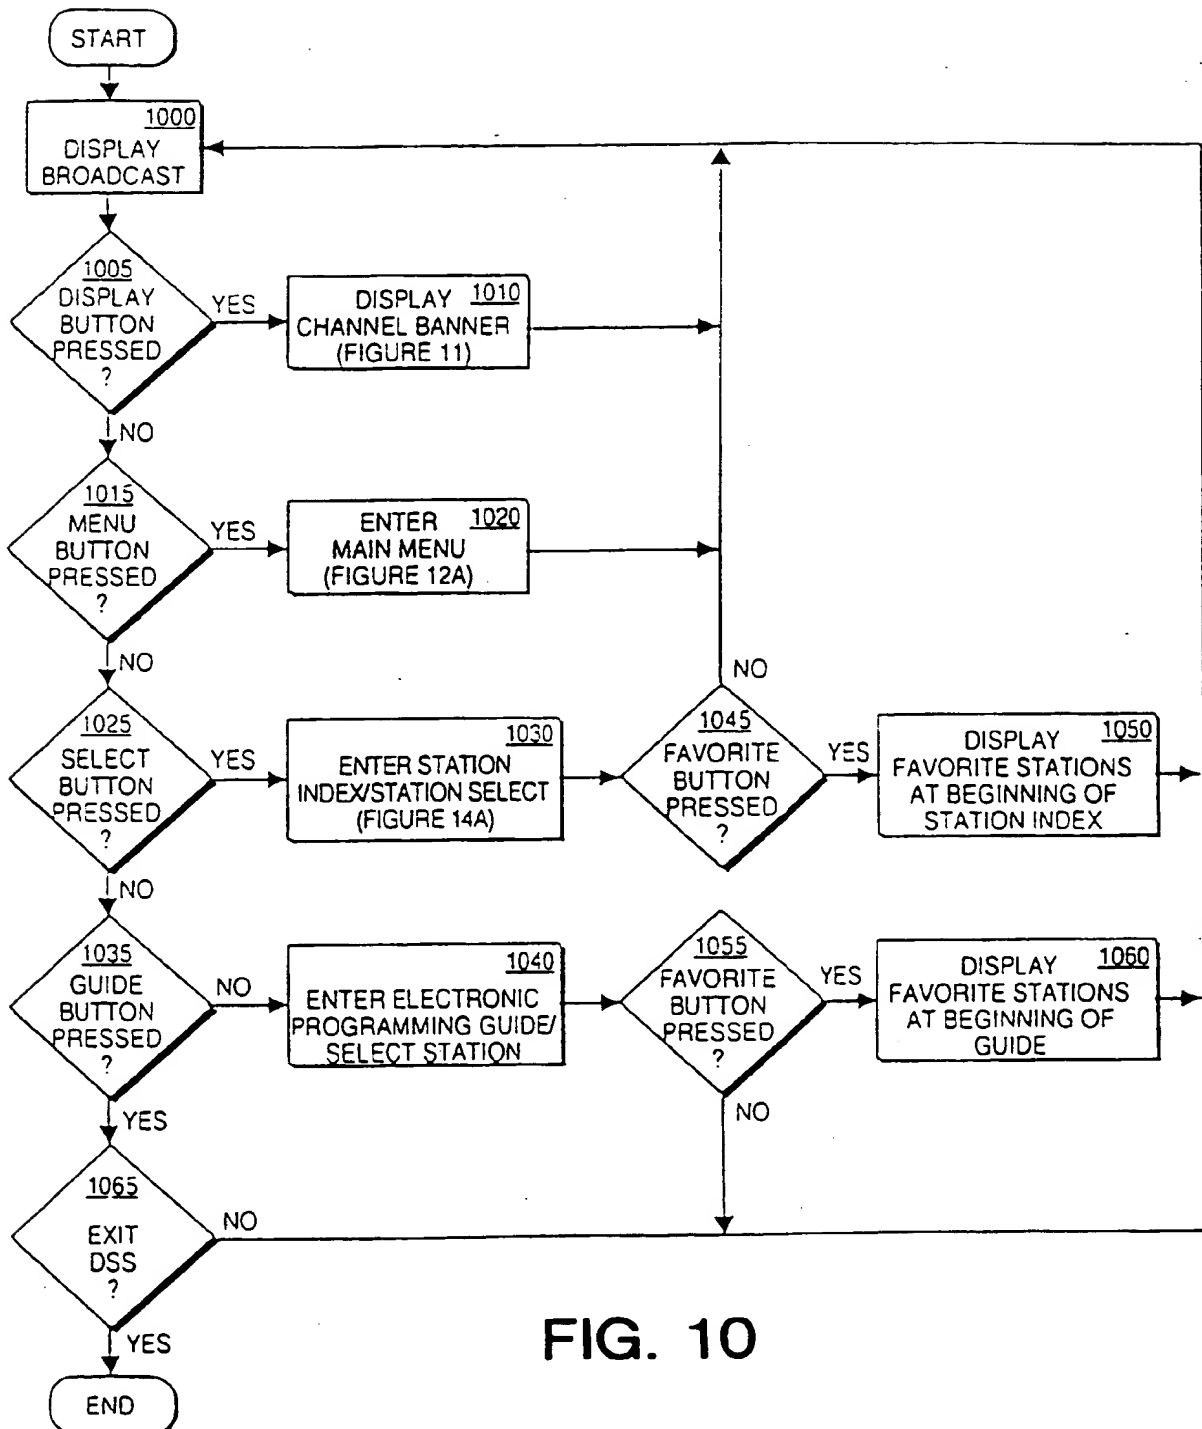 START
1000
DISPLAY
BROADCAST
1005
DISPLAY
BUTTON
PRESSED
?
YES
DISPLAY 1010
CHANNEL BANNER
(FIGURE 11)
NO
1015
MENU
BUTTON
PRESSED
?
YES
ENTER 1020
MAIN MENU
(FIGURE 12A)
NO
1025
SELECT
BUTTON
PRESSED
?
YES
1030
ENTER STATION
INDEX/STATION SELECT
(FIGURE 14A)
NO
1045
FAVORITE
BUTTON
PRESSED
?
YES
DISPLAY 1050
FAVORITE STATIONS
AT BEGINNING OF
STATION INDEX
NO
1035
GUIDE
BUTTON
PRESSED
?
NO
1040
ENTER ELECTRONIC
PROGRAMMING GUIDE/
SELECT STATION
1055
FAVORITE
BUTTON
PRESSED
?
YES
DISPLAY 1060
FAVORITE STATIONS
AT BEGINNING OF
GUIDE
NO
YES
1065
EXIT
DSS
?
NO
YES
END
FIG. 10